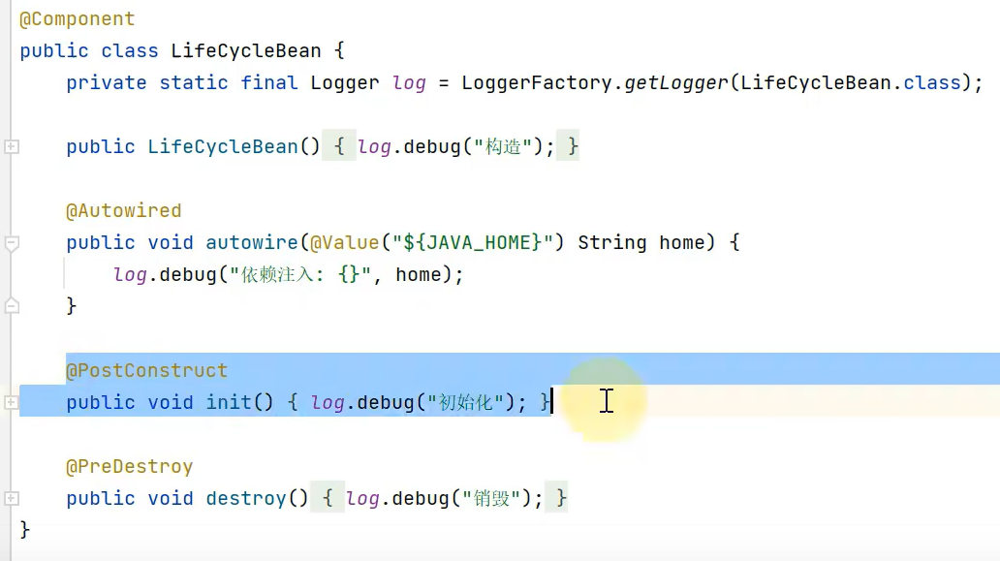 @Component
public class LifeCycleBean {
private static final Logger log = LoggerFactory.getLogger(LifeCycleBean.class);
public LifeCycleBean() { log.debug("构造"); }
@Autowired
public void autowire(@Value("${JAVA_HOME}") String home) {
log.debug("依赖注入: {}", home);
}
@PostConstruct
public void init() { log.debug("初始化"); }
@PreDestroy
public void destroy() { log.debug("销毁"); }
}